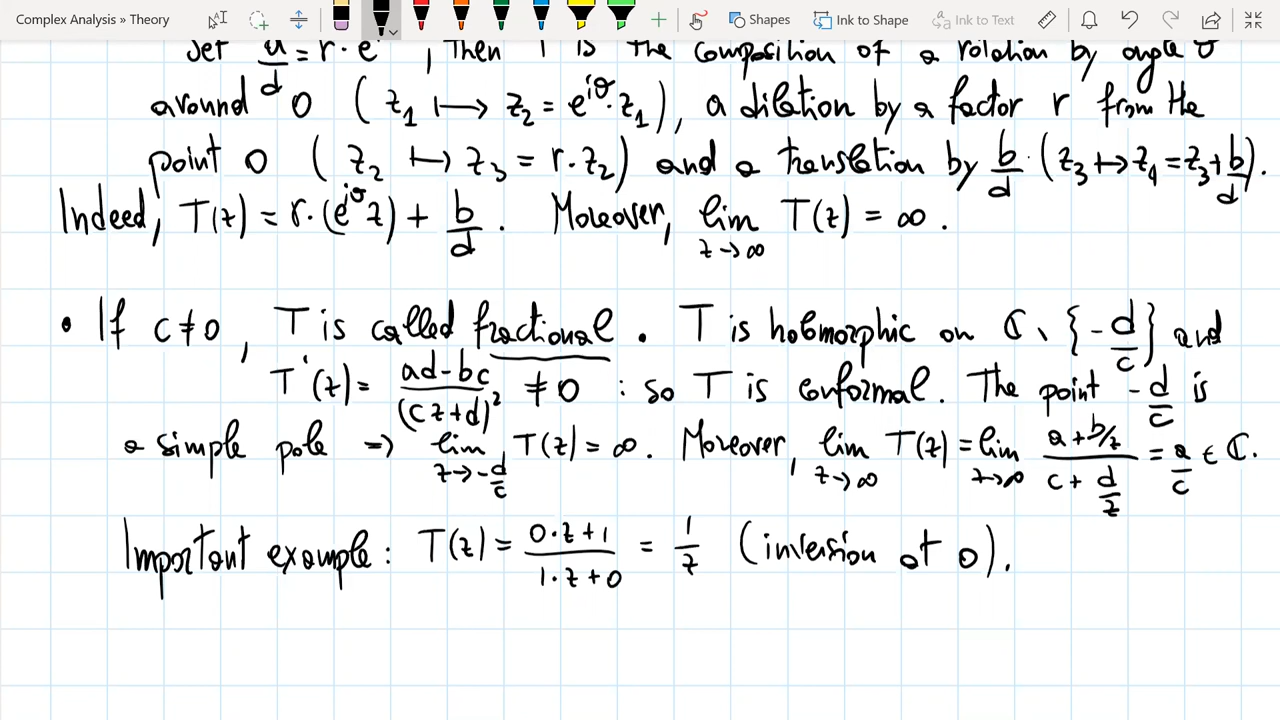 Complex Analysis » Theory
Shapes Ink to Shape Ink to Text Share
Set a/d = r · e , then T is the composition of a rotation by angle θ
around 0 ( z₁ ⟼ z₂ = e^{iθ} · z₁ ), a dilation by a factor r from the
point 0 ( z₂ ↦ z₃ = r · z₂ ) and a translation by b/d · ( z₃ ↦ z₄ = z₃ + b/d ).
Indeed, T(z) = r · (e^{iθ} z) + b/d . Moreover, lim_{z→∞} T(z) = ∞ .
• If c ≠ 0 , T is called fractional . T is holomorphic on ℂ \ { -d/c } and
T'(z) = (ad - bc)/(cz + d)² ≠ 0 : so T is conformal . The point -d/c is
a simple pole ⇒ lim_{z→-d/c} T(z) = ∞ . Moreover, lim_{z→∞} T(z) = lim_{z→∞} (a + b/z)/(c + d/z) = a/c ∈ ℂ.
Important example : T(z) = (0·z + 1)/(1·z + 0) = 1/z (inversion at 0 ) .